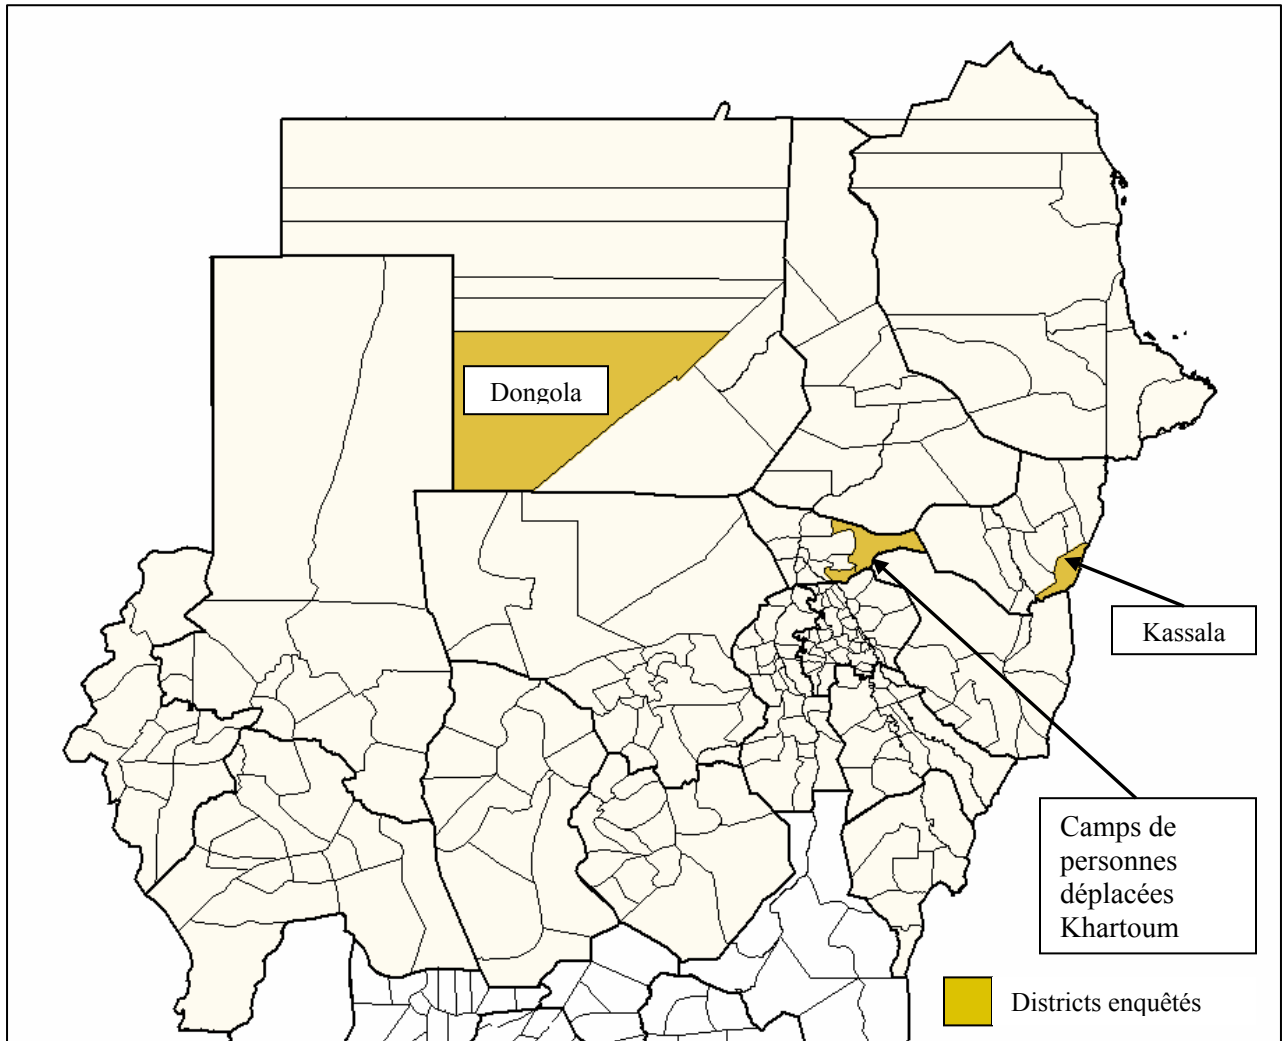 Dongola
Kassala
Camps de
personnes
déplacées
Khartoum
Districts enquêtés